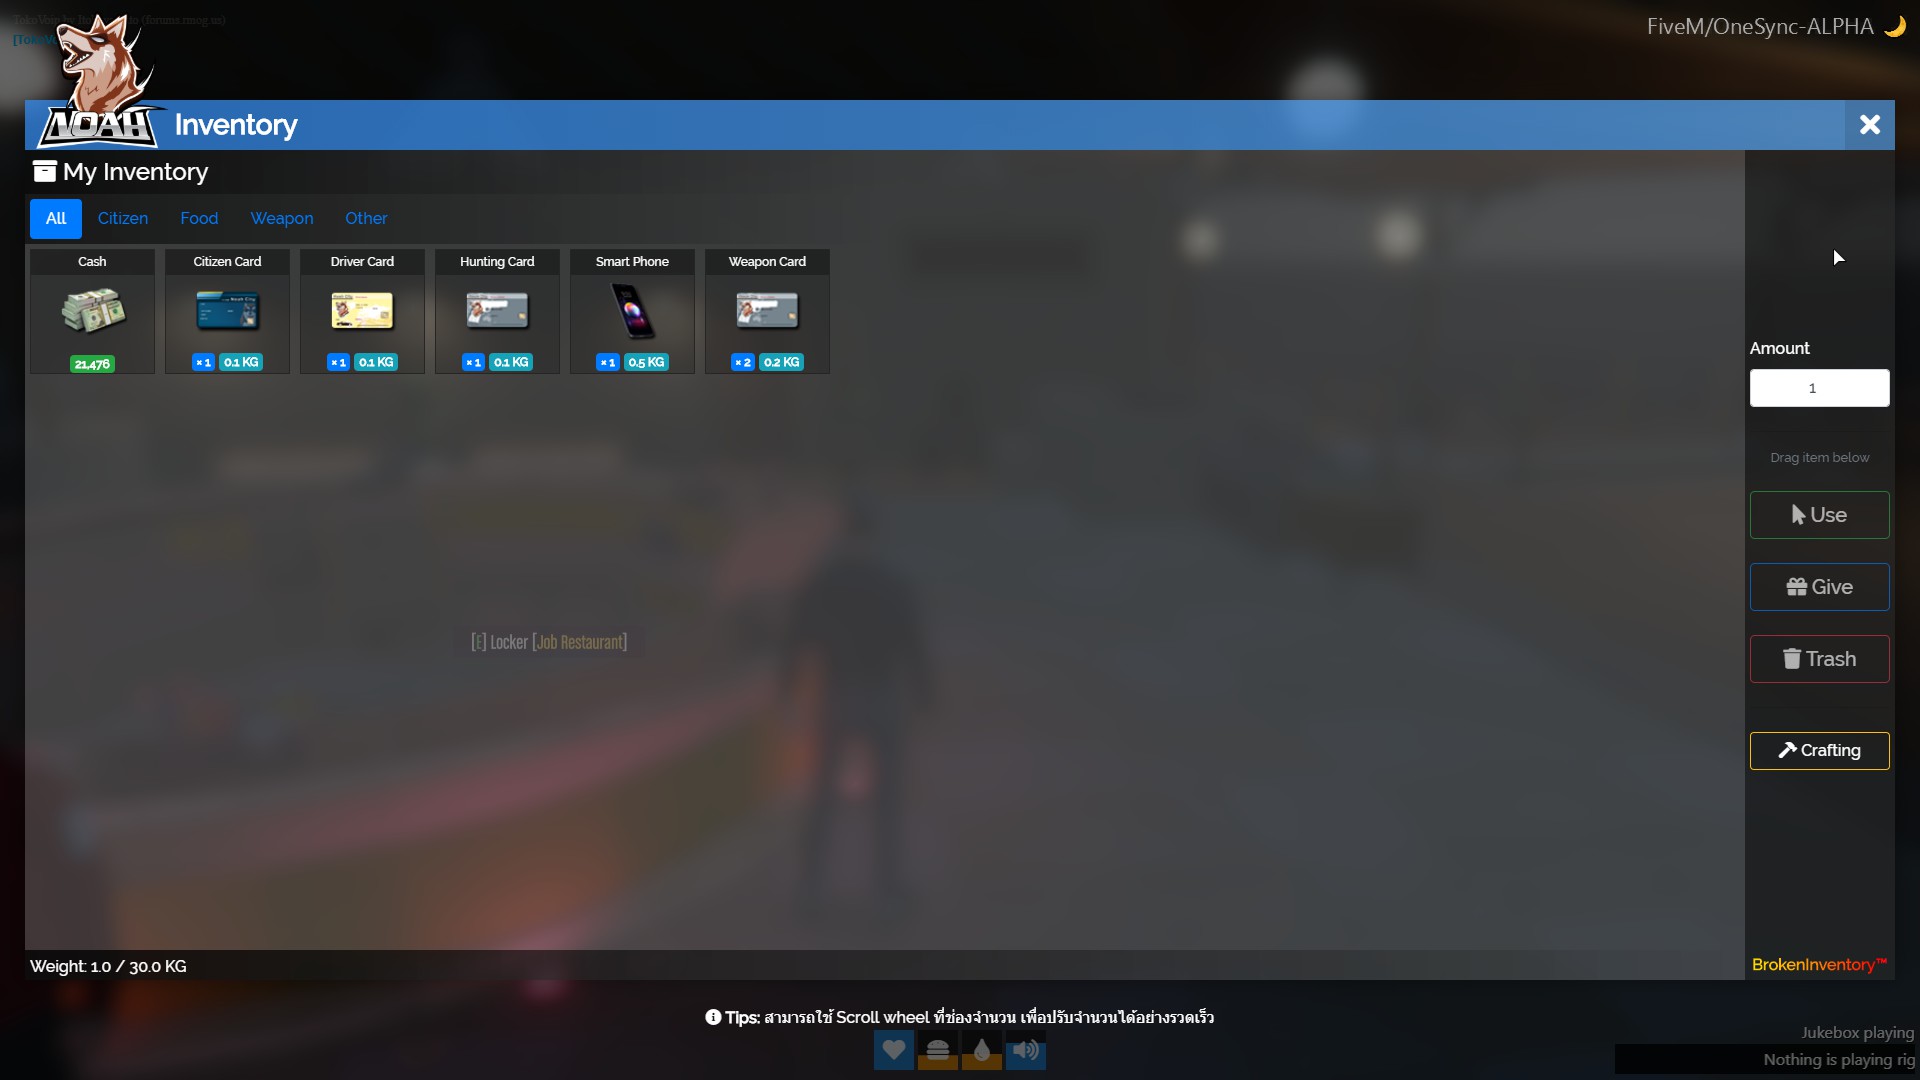 FiveM/OneSync-ALPHA 🌙
NOAH
Inventory
My Inventory
All Citizen Food Weapon Other
Cash Citizen Card Driver Card Hunting Card Smart Phone Weapon Card
21,476 × 1 0.1 KG × 1 0.1 KG × 1 0.1 KG × 1 0.5 KG × 2 0.2 KG
Amount
1
Drag item below
Use
Give
[E] Locker [Job Restaurant]
Trash
Crafting
Weight: 1.0 / 30.0 KG
BrokenInventory™
Tips: สามารถใช้ Scroll wheel ที่ช่องจำนวน เพื่อปรับจำนวนได้อย่างรวดเร็ว
Jukebox playing
Nothing is playing rig